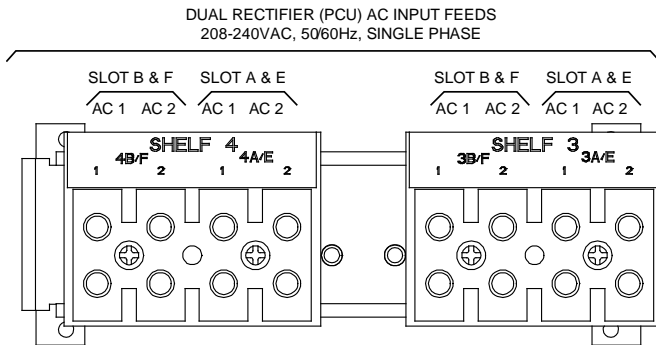 DUAL RECTIFIER (PCU) AC INPUT FEEDS
208-240VAC, 50/60Hz, SINGLE PHASE
SLOT B & F SLOT A & E SLOT B & F SLOT A & E
AC 1 AC 2 AC 1 AC 2 AC 1 AC 2 AC 1 AC 2
SHELF 4 SHELF 3
1 4B/F 2 1 4A/E 2 1 3B/F 2 1 3A/E 2